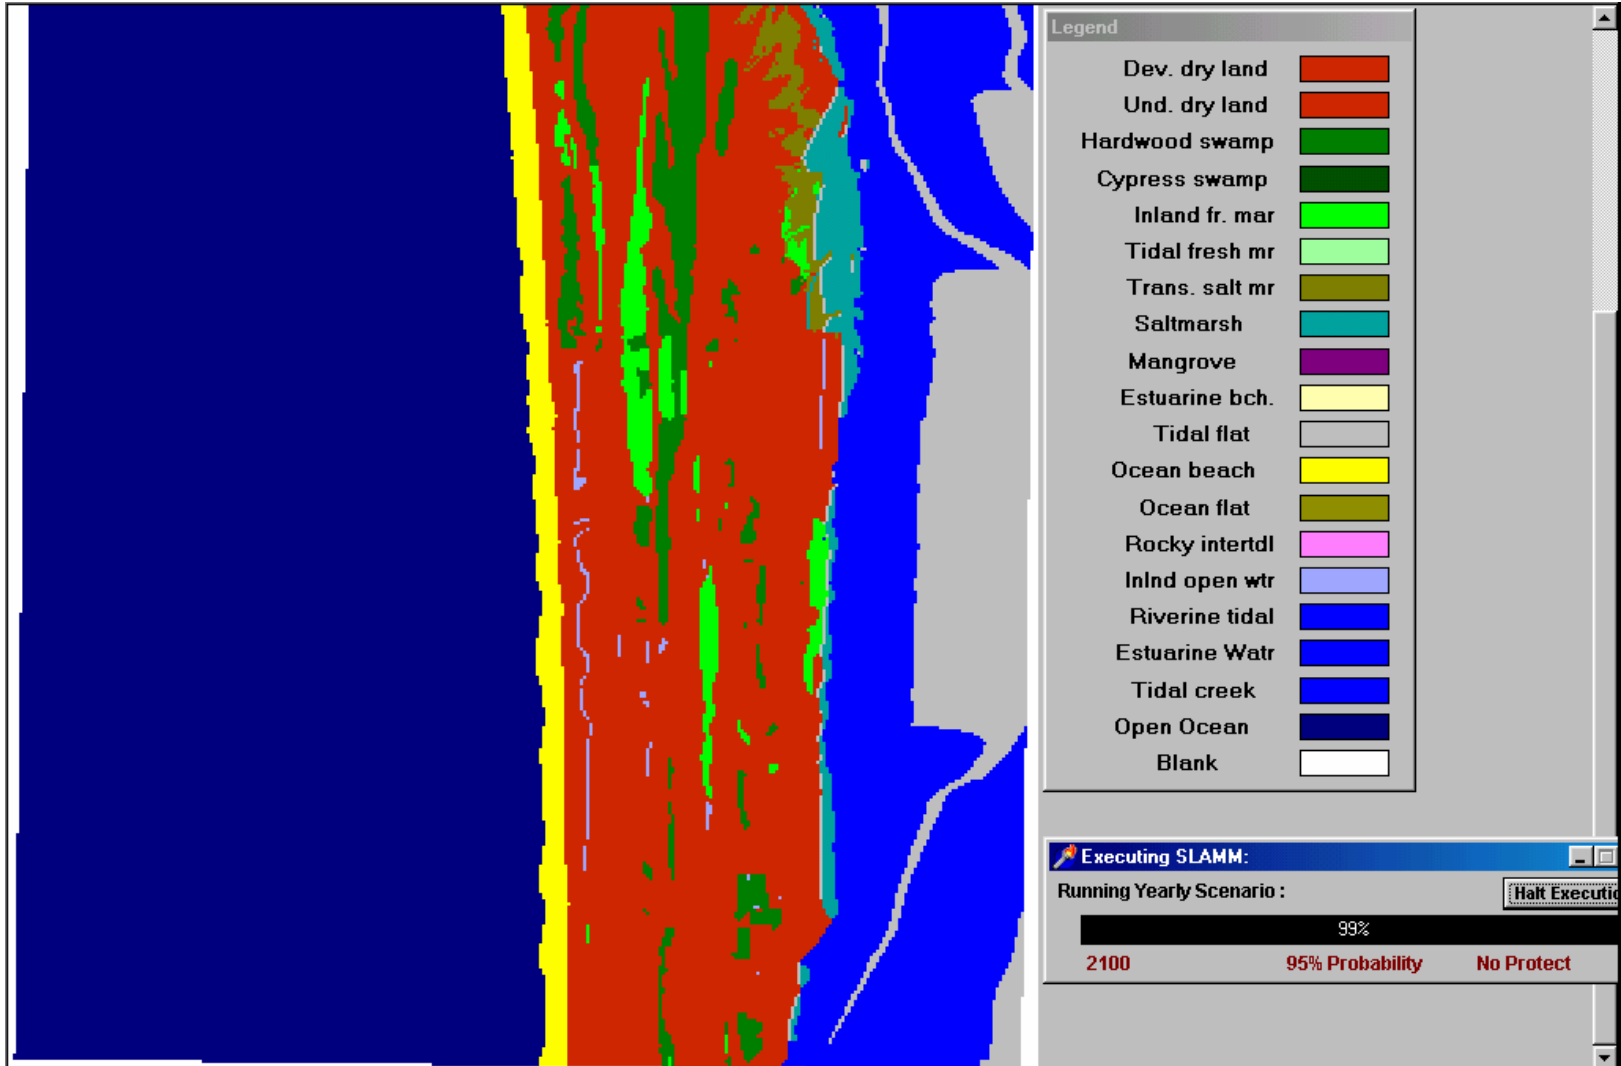 Legend
Dev. dry land
Und. dry land
Hardwood swamp
Cypress swamp
Inland fr. mar
Tidal fresh mr
Trans. salt mr
Saltmarsh
Mangrove
Estuarine bch.
Tidal flat
Ocean beach
Ocean flat
Rocky intertdl
Inlnd open wtr
Riverine tidal
Estuarine Watr
Tidal creek
Open Ocean
Blank
Executing SLAMM:
Running Yearly Scenario : Halt Executio
99%
2100 95% Probability No Protect